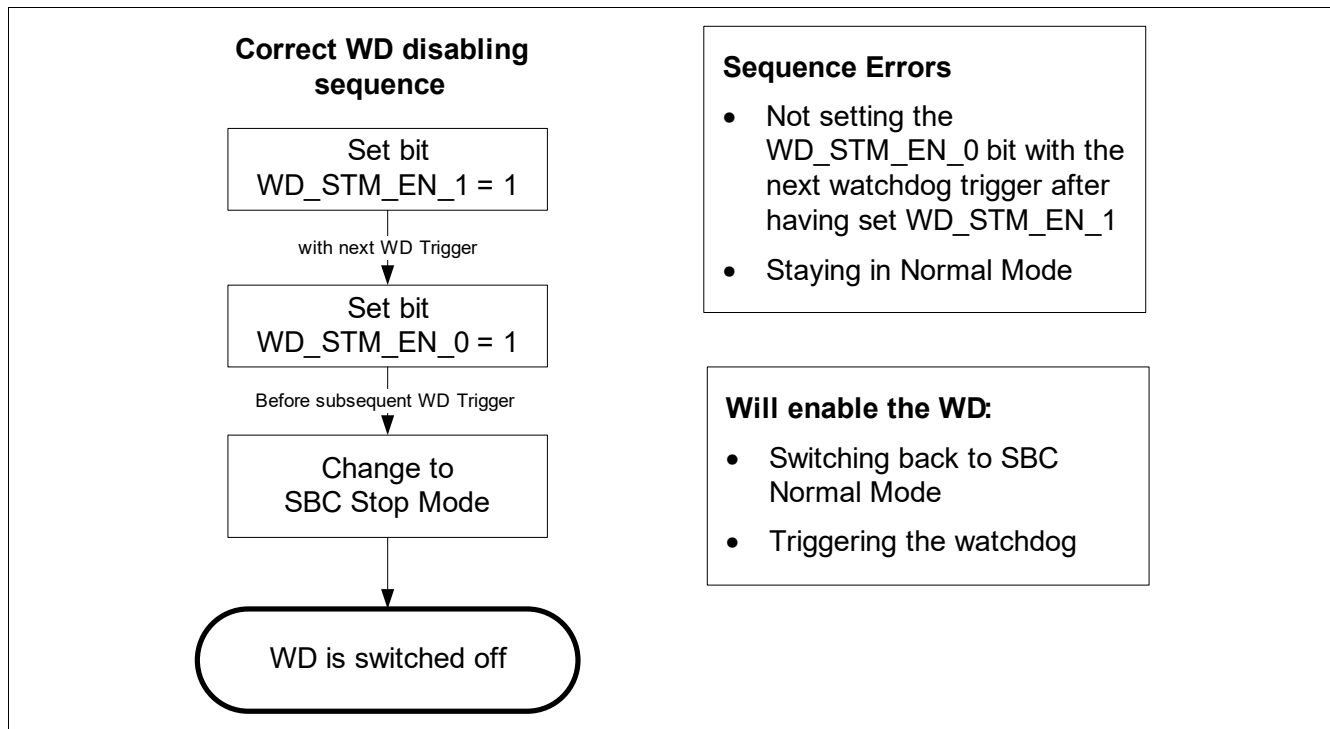 Correct WD disabling
sequence
Set bit
WD_STM_EN_1 = 1
with next WD Trigger
Set bit
WD_STM_EN_0 = 1
Before subsequent WD Trigger
Change to
SBC Stop Mode
WD is switched off
Sequence Errors
• Not setting the
WD_STM_EN_0 bit with the
next watchdog trigger after
having set WD_STM_EN_1
• Staying in Normal Mode
Will enable the WD:
• Switching back to SBC
Normal Mode
• Triggering the watchdog